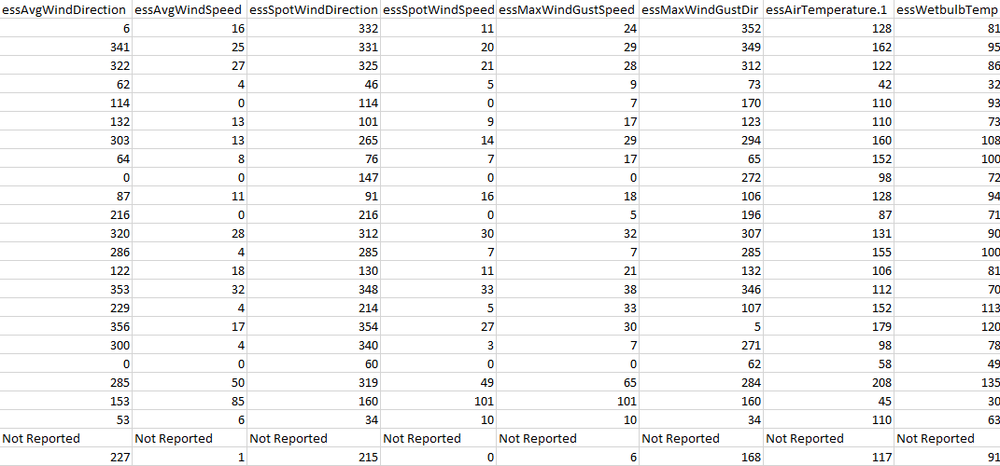 essAvgWindDirection essAvgWindSpeed essSpotWindDirection essSpotWindSpeed essMaxWindGustSpeed essMaxWindGustDir essAirTemperature.1 essWetbulbTemp
6 16 332 11 24 352 128 81
341 25 331 20 29 349 162 95
322 27 325 21 28 312 122 86
62 4 46 5 9 73 42 32
114 0 114 0 7 170 110 93
132 13 101 9 17 123 110 73
303 13 265 14 29 294 160 108
64 8 76 7 17 65 152 100
0 0 147 0 0 272 98 72
87 11 91 16 18 106 128 94
216 0 216 0 5 196 87 71
320 28 312 30 32 307 131 90
286 4 285 7 7 285 155 100
122 18 130 11 21 132 106 81
353 32 348 33 38 346 112 70
229 4 214 5 33 107 152 113
356 17 354 27 30 5 179 120
300 4 340 3 7 271 98 78
0 0 60 0 0 62 58 49
285 50 319 49 65 284 208 135
153 85 160 101 101 160 45 30
53 6 34 10 10 34 110 63
Not Reported Not Reported Not Reported Not Reported Not Reported Not Reported Not Reported Not Reported
227 1 215 0 6 168 117 91